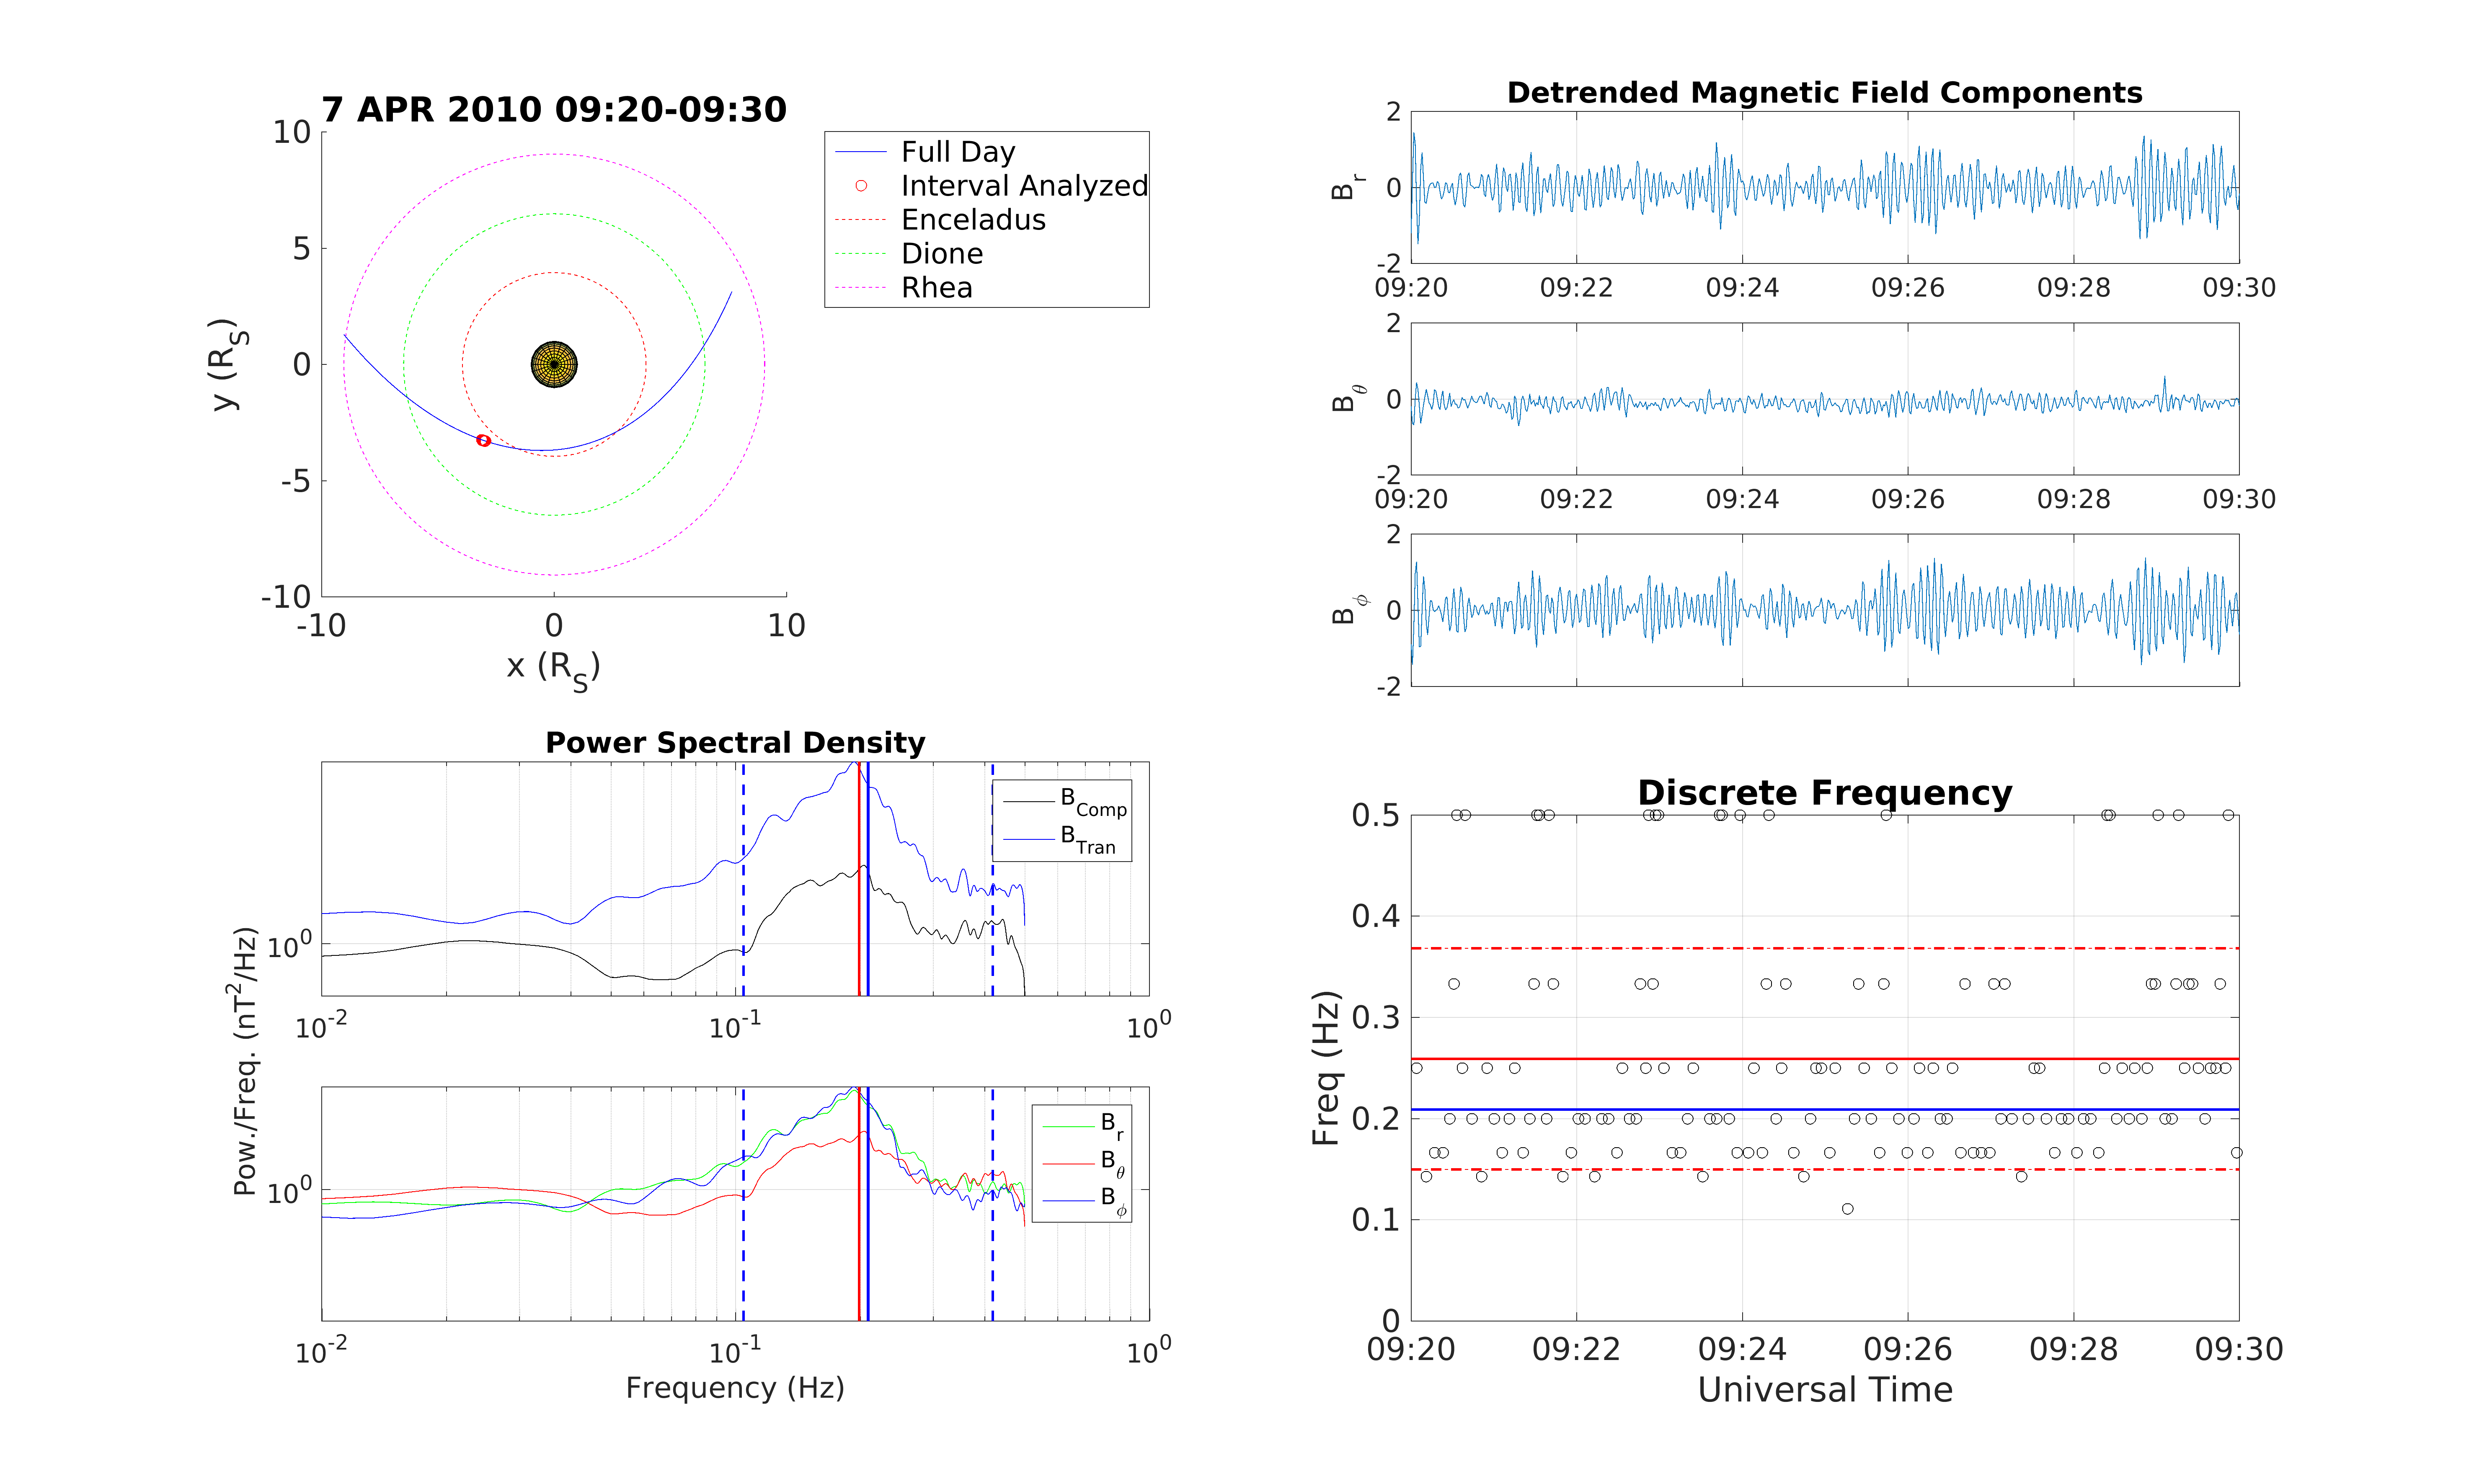 7 APR 2010 09:20-09:30
10
5
0
-5
-10
-10 0 10
y (R_S)
x (R_S)
Full Day
Interval Analyzed
Enceladus
Dione
Rhea
Detrended Magnetic Field Components
2
0
-2
B_r
09:20 09:22 09:24 09:26 09:28 09:30
2
0
-2
B_θ
09:20 09:22 09:24 09:26 09:28 09:30
2
0
-2
B_ϕ
Power Spectral Density
B_Comp
B_Tran
10^0
10^-2 10^-1 10^0
Pow./Freq. (nT^2/Hz)
B_r
B_θ
B_ϕ
10^0
10^-2 10^-1 10^0
Frequency (Hz)
Discrete Frequency
0.5
0.4
0.3
0.2
0.1
0
Freq (Hz)
09:20 09:22 09:24 09:26 09:28 09:30
Universal Time